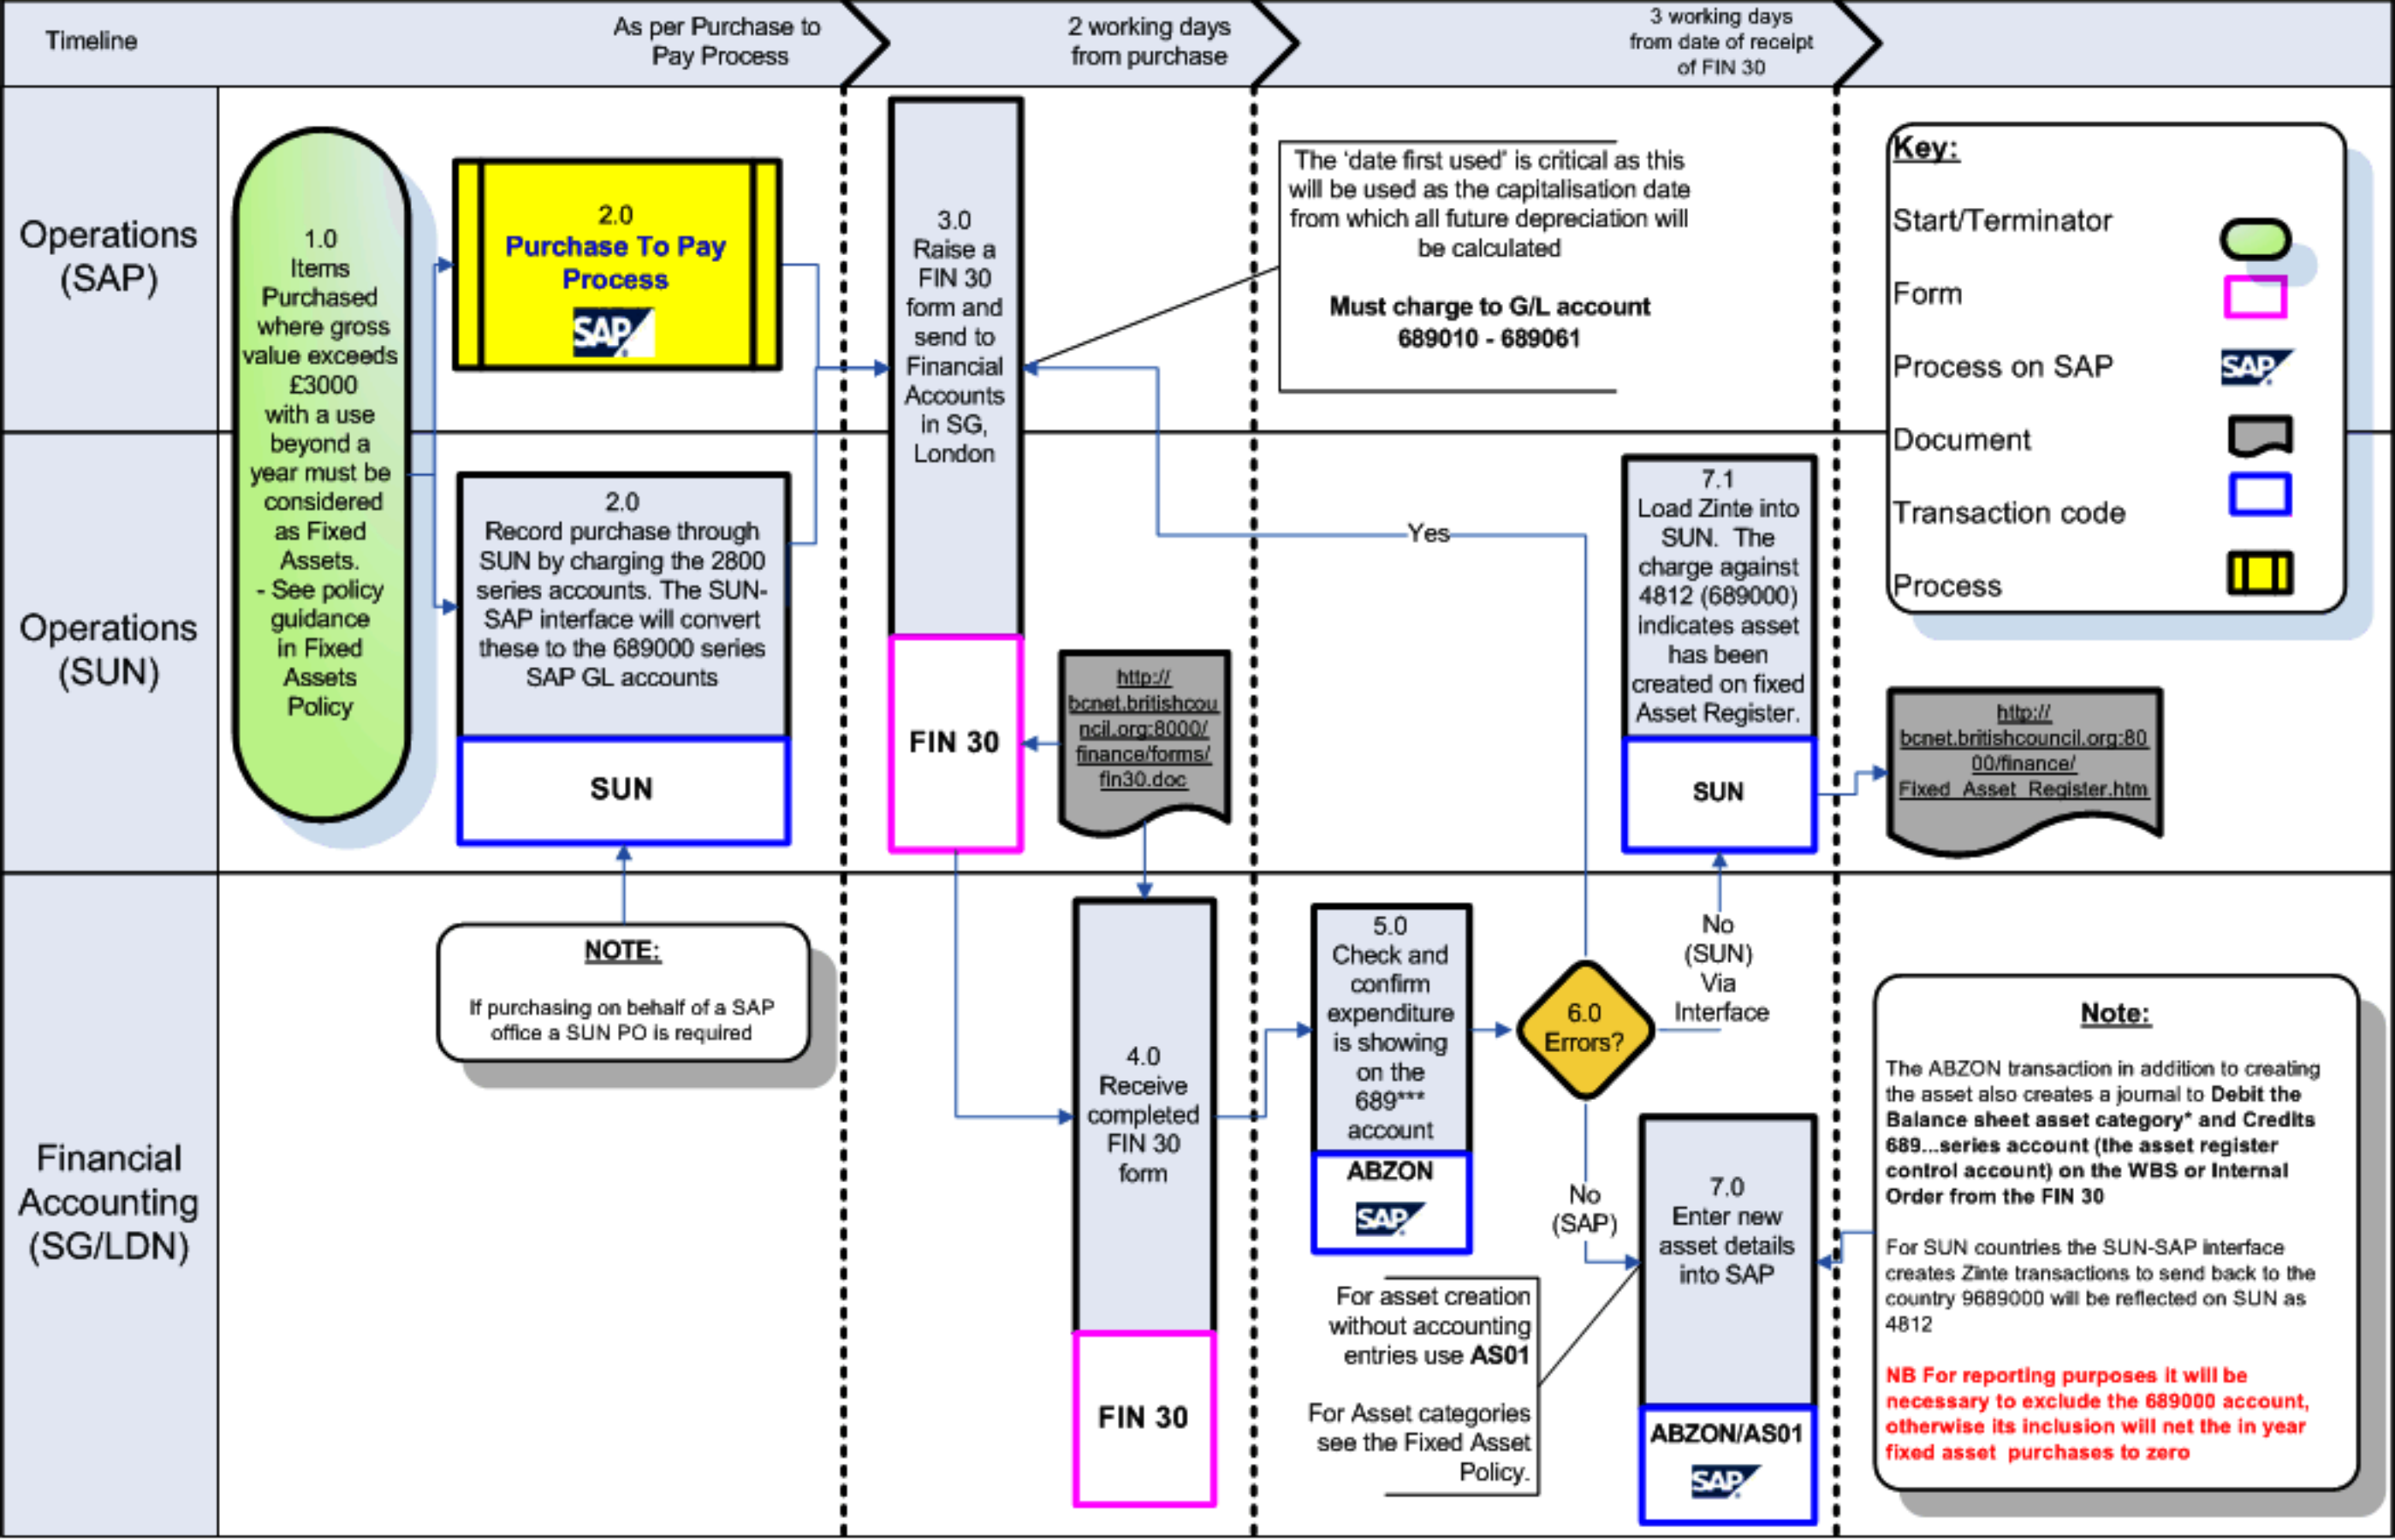 Timeline
As per Purchase to
Pay Process
2 working days
from purchase
3 working days
from date of receipt
of FIN 30
Operations
(SAP)
1.0
Items
Purchased
where gross
value exceeds
£3000
with a use
beyond a
year must be
considered
as Fixed
Assets.
- See policy
guidance
in Fixed
Assets
Policy
2.0
Purchase To Pay
Process
SAP
3.0
Raise a
FIN 30
form and
send to
Financial
Accounts
in SG,
London
FIN 30
The 'date first used' is critical as this
will be used as the capitalisation date
from which all future depreciation will
be calculated
Must charge to G/L account
689010 - 689061
Key:
Start/Terminator
Form
Process on SAP
SAP
Document
Transaction code
Process
Operations
(SUN)
2.0
Record purchase through
SUN by charging the 2800
series accounts. The SUN-
SAP interface will convert
these to the 689000 series
SAP GL accounts
SUN
http://
bcnet.britishcou
ncil.org:8000/
finance/forms/
fin30.doc
Yes
7.1
Load Zinte into
SUN. The
charge against
4812 (689000)
indicates asset
has been
created on fixed
Asset Register.
SUN
http://
bcnet.britishcouncil.org:80
00/finance/
Fixed_Asset_Register.htm
Financial
Accounting
(SG/LDN)
NOTE:
If purchasing on behalf of a SAP
office a SUN PO is required
4.0
Receive
completed
FIN 30
form
FIN 30
5.0
Check and
confirm
expenditure
is showing
on the
689***
account
ABZON
SAP
6.0
Errors?
No
(SUN)
Via
Interface
No
(SAP)
For asset creation
without accounting
entries use AS01
For Asset categories
see the Fixed Asset
Policy.
7.0
Enter new
asset details
into SAP
ABZON/AS01
SAP
Note:
The ABZON transaction in addition to creating
the asset also creates a journal to Debit the
Balance sheet asset category* and Credits
689...series account (the asset register
control account) on the WBS or Internal
Order from the FIN 30
For SUN countries the SUN-SAP interface
creates Zinte transactions to send back to the
country 9689000 will be reflected on SUN as
4812
NB For reporting purposes it will be
necessary to exclude the 689000 account,
otherwise its inclusion will net the in year
fixed asset purchases to zero